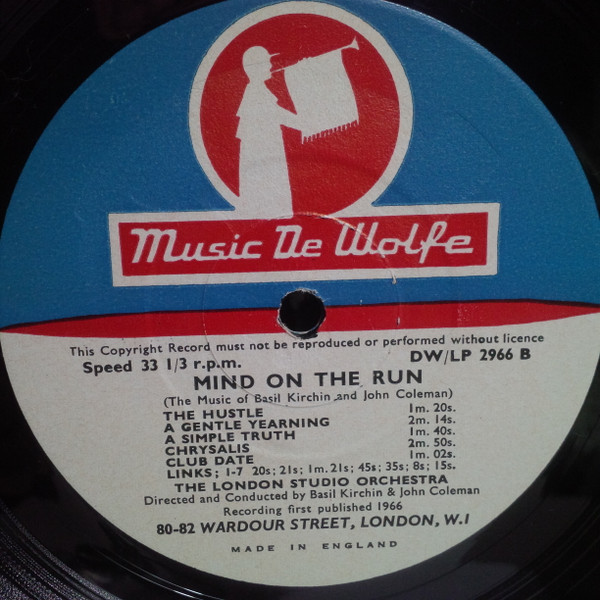 Music De Wolfe
This Copyright Record must not be reproduced or performed without licence
Speed 33 1/3 r.p.m. DW/LP 2966 B
MIND ON THE RUN
(The Music of Basil Kirchin and John Coleman)
THE HUSTLE 1m. 20s.
A GENTLE YEARNING 2m. 14s.
A SIMPLE TRUTH 1m. 40s.
CHRYSALIS 2m. 50s.
CLUB DATE 1m. 02s.
LINKS; 1-7 20s; 21s; 1m. 21s; 45s; 35s; 8s; 15s.
THE LONDON STUDIO ORCHESTRA
Directed and Conducted by Basil Kirchin & John Coleman
Recording first published 1966
80-82 WARDOUR STREET, LONDON, W.I
MADE IN ENGLAND